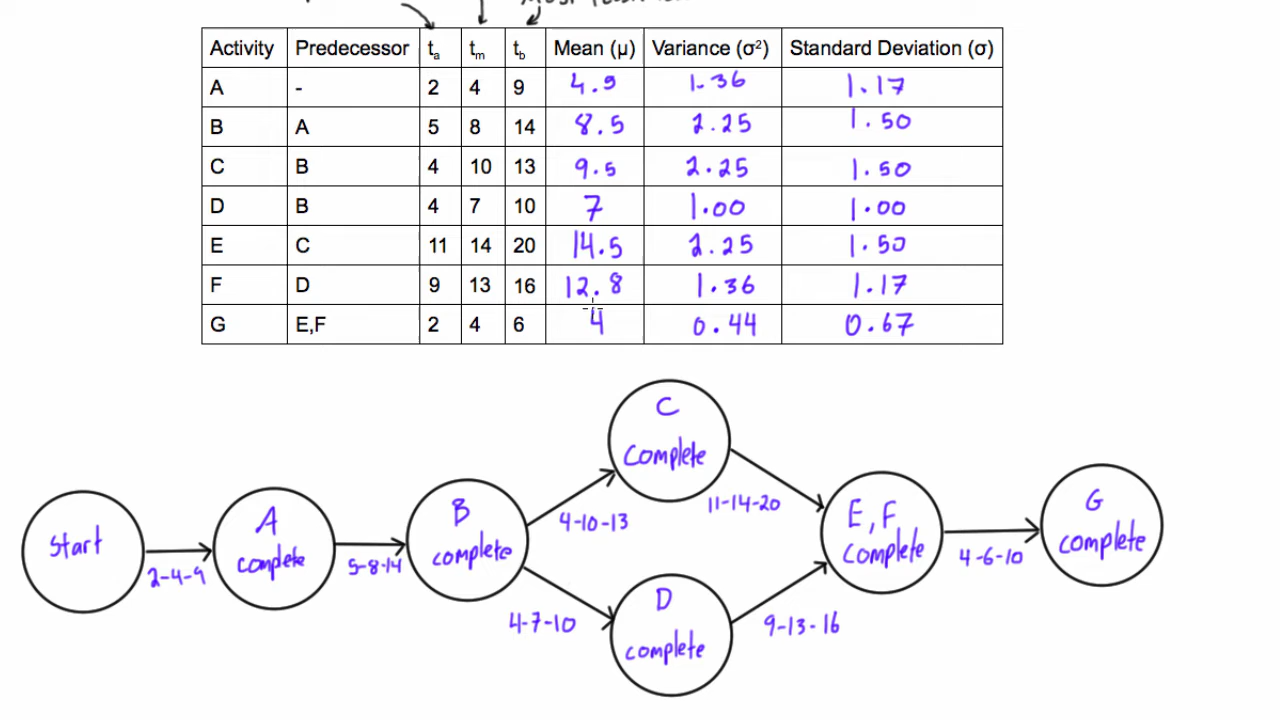 Activity Predecessor ta tm tb Mean (μ) Variance (σ²) Standard Deviation (σ)
A - 2 4 9 4.9 1.36 1.17
B A 5 8 14 8.5 2.25 1.50
C B 4 10 13 9.5 2.25 1.50
D B 4 7 10 7 1.00 1.00
E C 11 14 20 14.5 2.25 1.50
F D 9 13 16 12.8 1.36 1.17
G E,F 2 4 6 4 0.44 0.67
C
complete
11-14-20
4-10-13
Start
2-4-9
A
complete
5-8-14
B
complete
E, F
complete
4-6-10
G
complete
4-7-10
D
complete
9-13-16